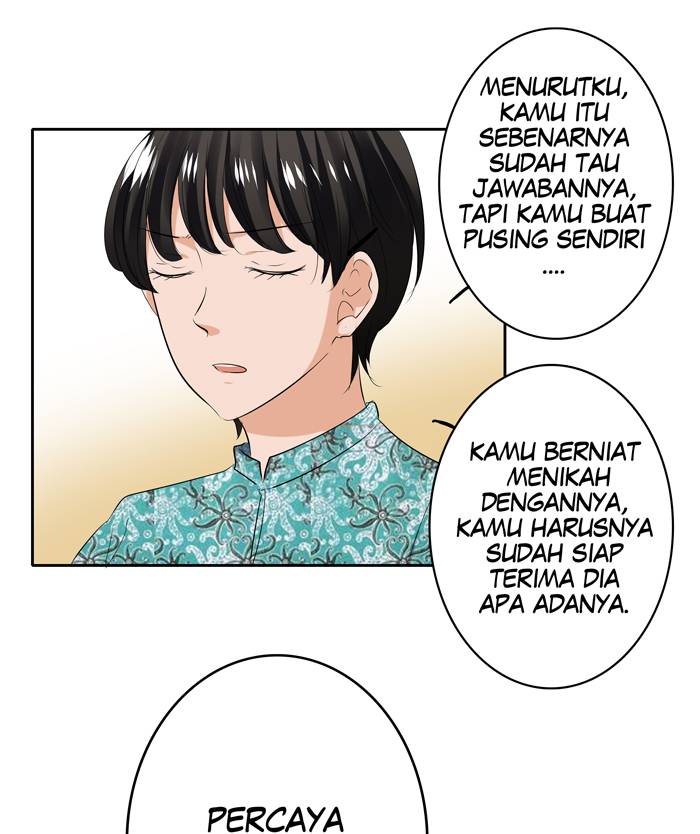 MENURUTKU,
KAMU ITU
SEBENARNYA
SUDAH TAU
JAWABANNYA,
TAPI KAMU BUAT
PUSING SENDIRI
....
KAMU BERNIAT
MENIKAH
DENGANNYA,
KAMU HARUSNYA
SUDAH SIAP
TERIMA DIA
APA ADANYA.
PERCAYA